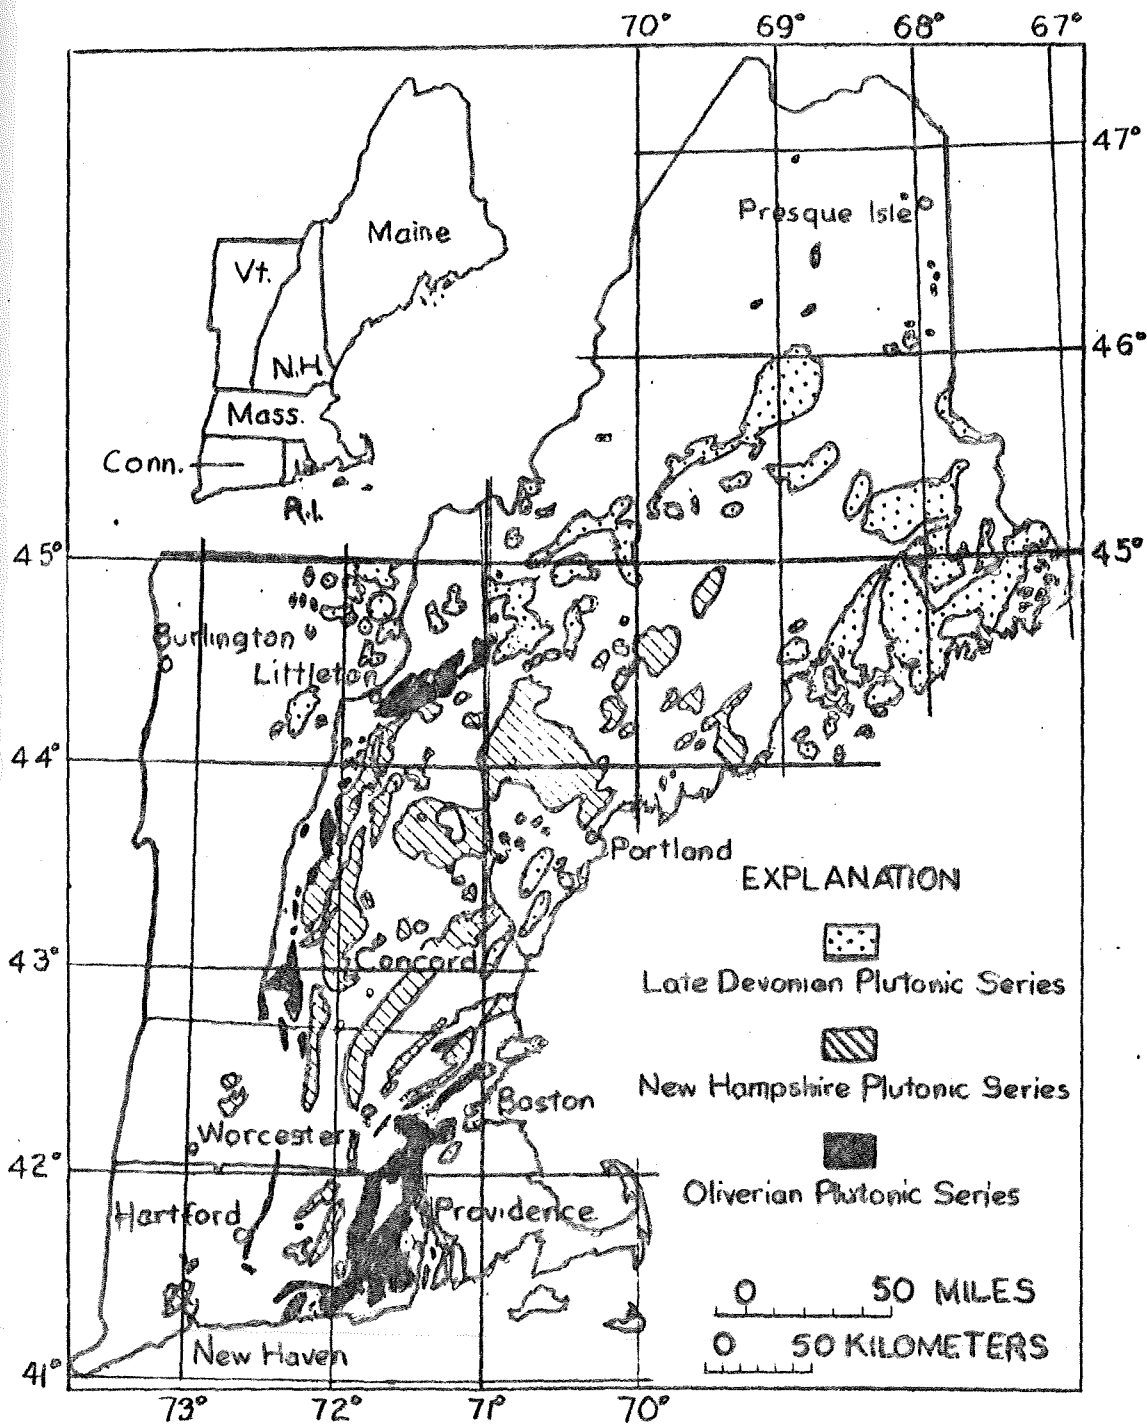 70° 69° 68° 67°
47°
Presque Isle
Maine
Vt.
46°
N.H.
Mass.
Conn.
R.I.
45° 45°
Burlington
Littleton
44°
Portland
EXPLANATION
43°
Concord
Late Devonian Plutonic Series
New Hampshire Plutonic Series
Boston
Worcester
42°
Oliverian Plutonic Series
Hartford
Providence
0 50 MILES
0 50 KILOMETERS
New Haven
41°
73° 72° 71° 70°